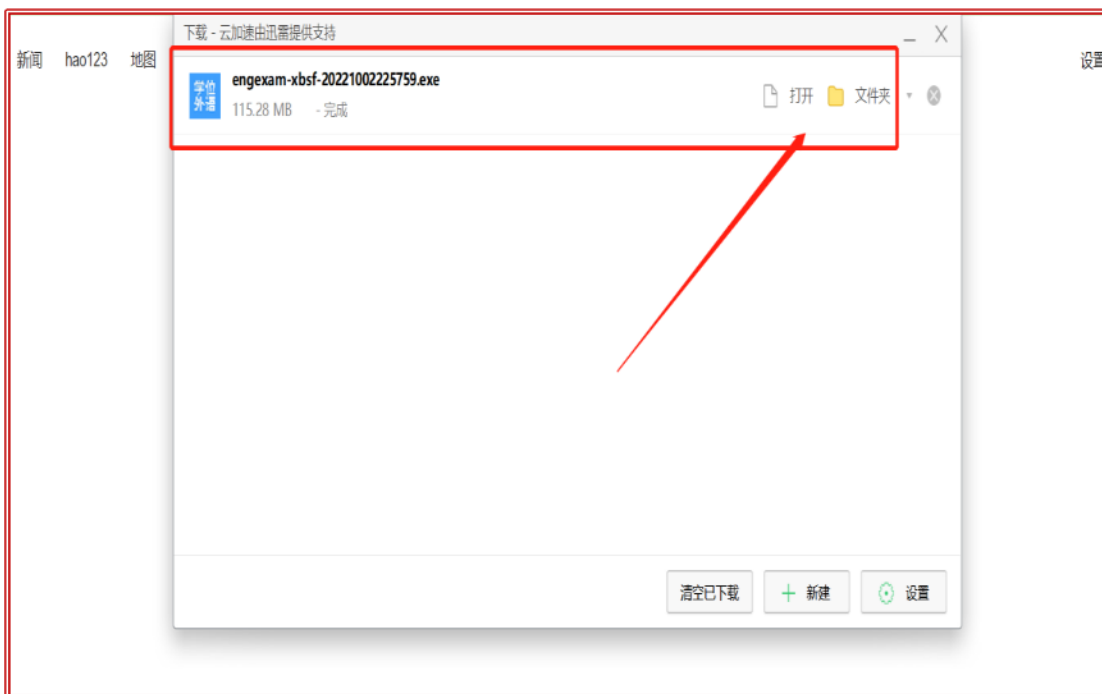 下载 - 云加速由迅雷提供支持
新闻 hao123 地图
设置
学位
外语
engexam-xbsf-20221002225759.exe
115.28 MB - 完成
打开 文件夹
清空已下载 新建 设置